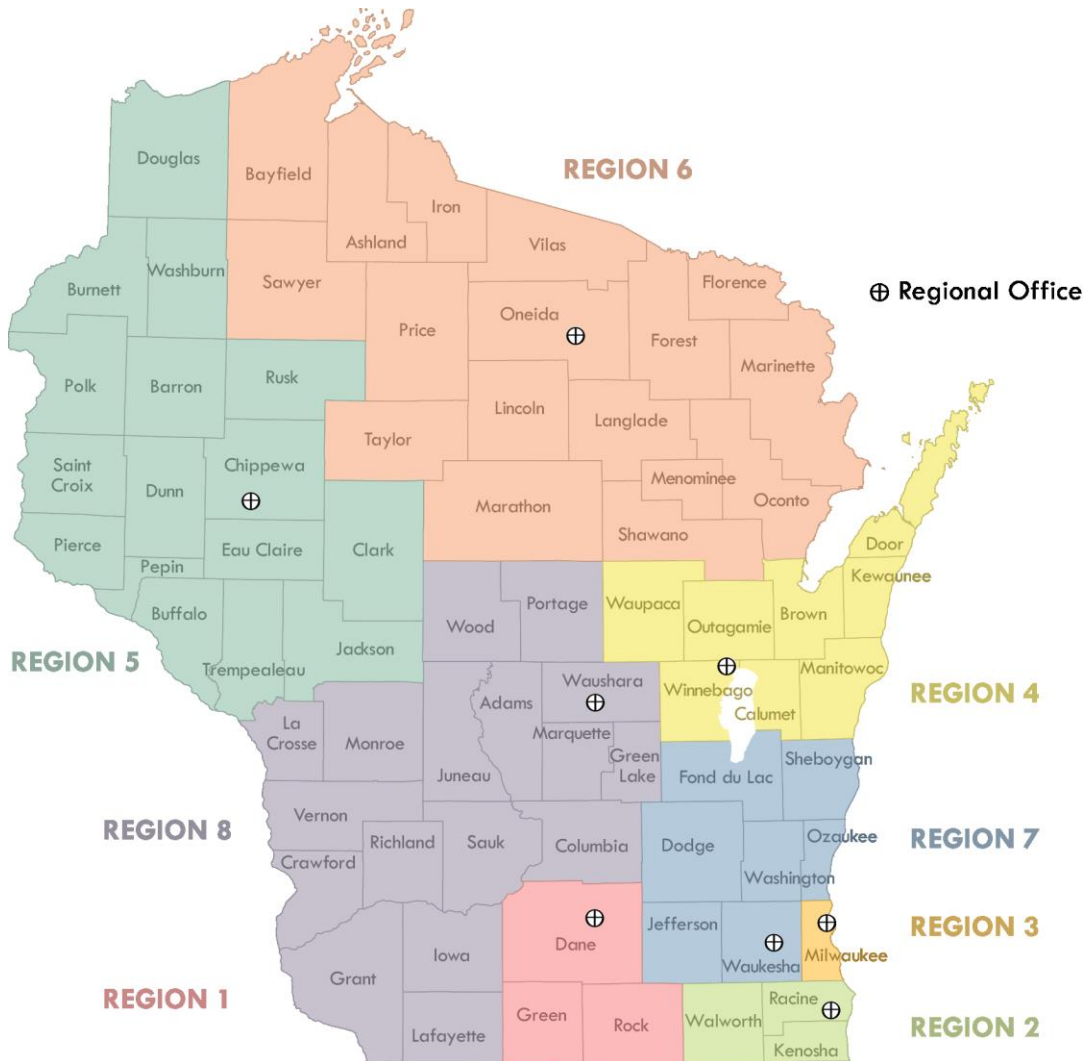 Douglas
Bayfield
REGION 6
Iron
Ashland
Vilas
Washburn
Burnett
Sawyer
Florence
Regional Office
Oneida
Price
Forest
Marinette
Polk
Barron
Rusk
Lincoln
Langlade
Taylor
Saint
Croix
Chippewa
Menominee
Dunn
Oconto
Marathon
Shawano
Pierce
Eau Claire
Clark
Door
Pepin
Kewaunee
Buffalo
Portage
Waupaca
Brown
Wood
Outagamie
Jackson
REGION 5
Trempealeau
Manitowoc
Waushara
Winnebago
REGION 4
Adams
Calumet
La
Crosse
Monroe
Marquette
Juneau
Green
Lake
Fond du Lac
Sheboygan
Vernon
REGION 8
Richland
Sauk
Columbia
Dodge
Ozaukee
REGION 7
Crawford
Washington
Jefferson
REGION 3
Dane
Iowa
Waukesha
Milwaukee
Grant
REGION 1
Green
Rock
Walworth
Racine
REGION 2
Lafayette
Kenosha